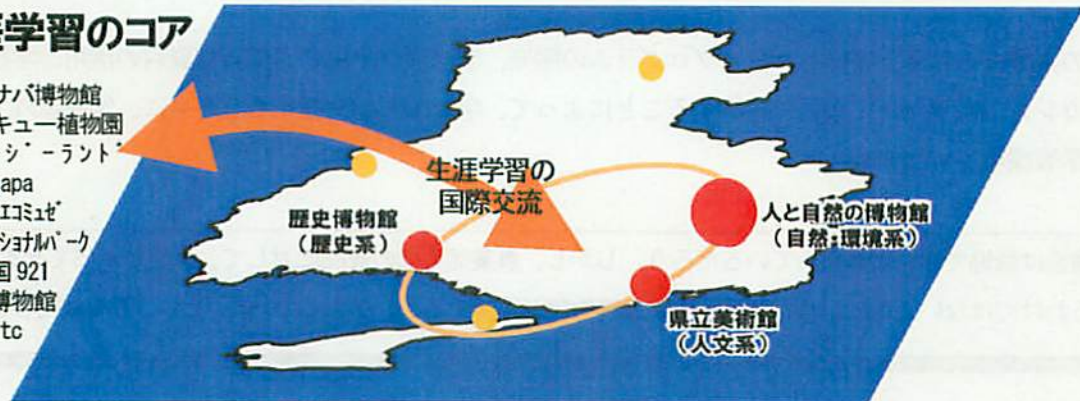 学習のコア
ナバ博物館
キュー植物園
ジーランド
apa
エコミュゼ
ショナルパーク
国 921
博物館
tc
生涯学習の
国際交流
歴史博物館
（歴史系）
人と自然の博物館
（自然・環境系）
県立美術館
（人文系）